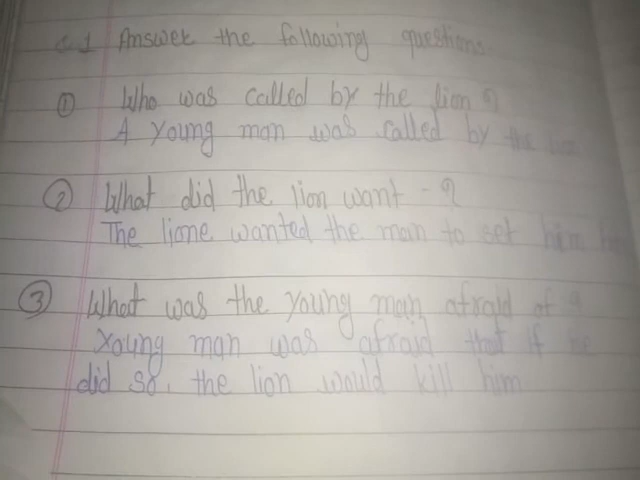 Q.1 Answer the following questions.
① Who was called by the lion ?
A young man was called by the
② What did the lion want - ?
The lione wanted the man to set him
③ What was the young man afraid of ?
Young man was afraid that if he
did so, the lion would kill him